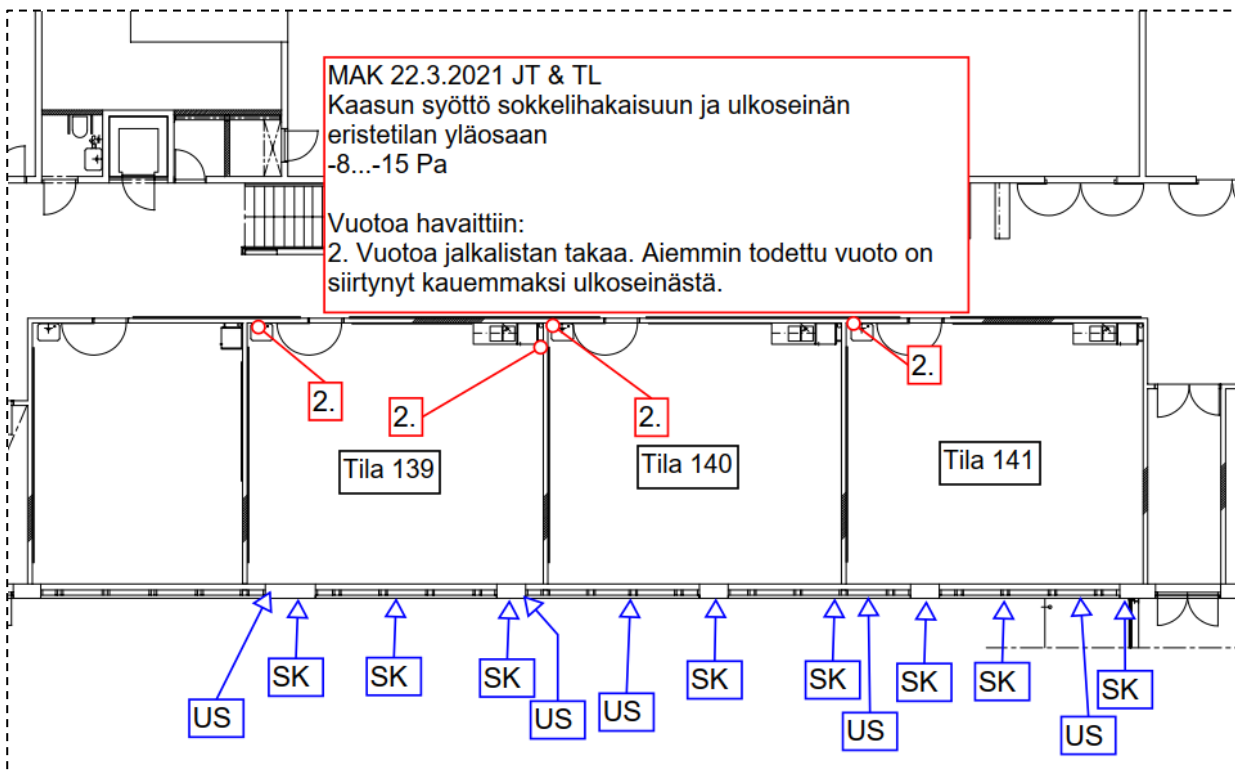 MAK 22.3.2021 JT & TL
Kaasun syöttö sokkelihakaisuun ja ulkoseinän
eristetilan yläosaan
-8...-15 Pa
Vuotoa havaittiin:
2. Vuotoa jalkalistan takaa. Aiemmin todettu vuoto on
siirtynyt kauemmaksi ulkoseinästä.
2.
2.
2.
2.
Tila 139
Tila 140
Tila 141
US
SK
SK
SK
US
US
SK
SK
US
SK
SK
US
SK